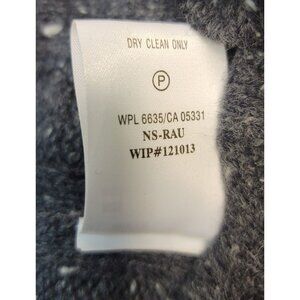 DRY CLEAN ONLY
P
WPL 6635/CA 05331
NS-RAU
WIP#121013